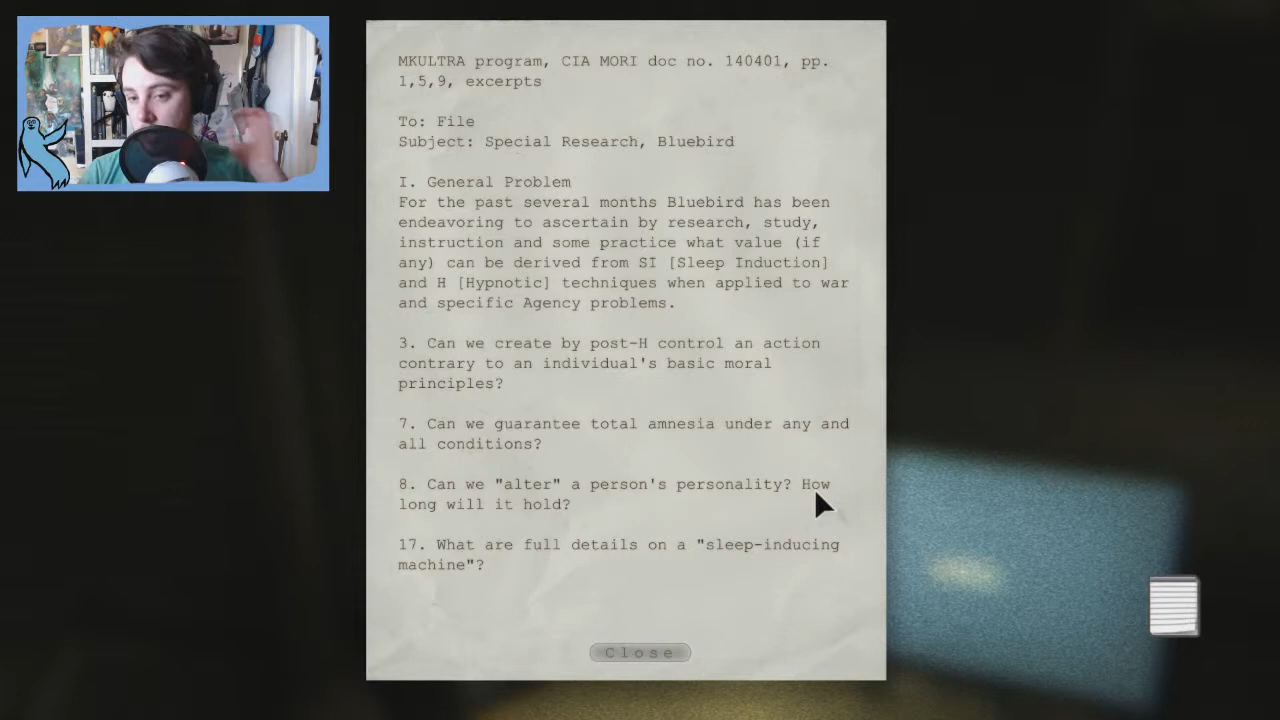 MKULTRA program, CIA MORI doc no. 140401, pp.
1,5,9, excerpts
To: File
Subject: Special Research, Bluebird
I. General Problem
For the past several months Bluebird has been
endeavoring to ascertain by research, study,
instruction and some practice what value (if
any) can be derived from SI [Sleep Induction]
and H [Hypnotic] techniques when applied to war
and specific Agency problems.
3. Can we create by post-H control an action
contrary to an individual's basic moral
principles?
7. Can we guarantee total amnesia under any and
all conditions?
8. Can we "alter" a person's personality? How
long will it hold?
17. What are full details on a "sleep-inducing
machine"?
Close